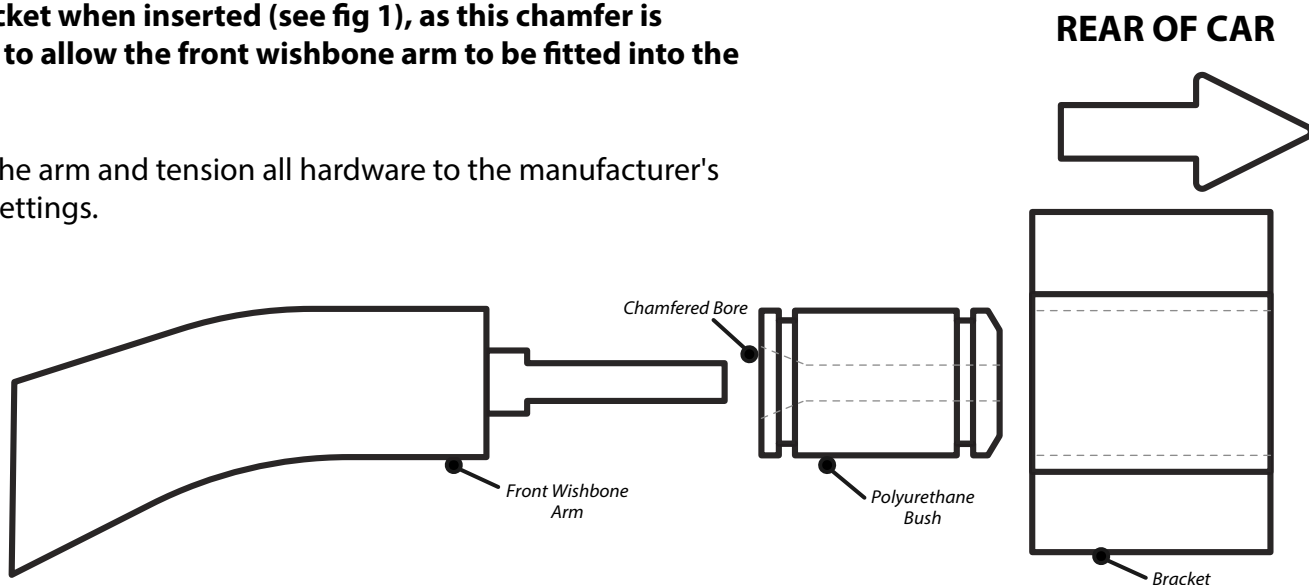 cket when inserted (see fig 1), as this chamfer is
to allow the front wishbone arm to be fitted into the
REAR OF CAR
he arm and tension all hardware to the manufacturer's
ettings.
Chamfered Bore
Front Wishbone
Arm
Polyurethane
Bush
Bracket